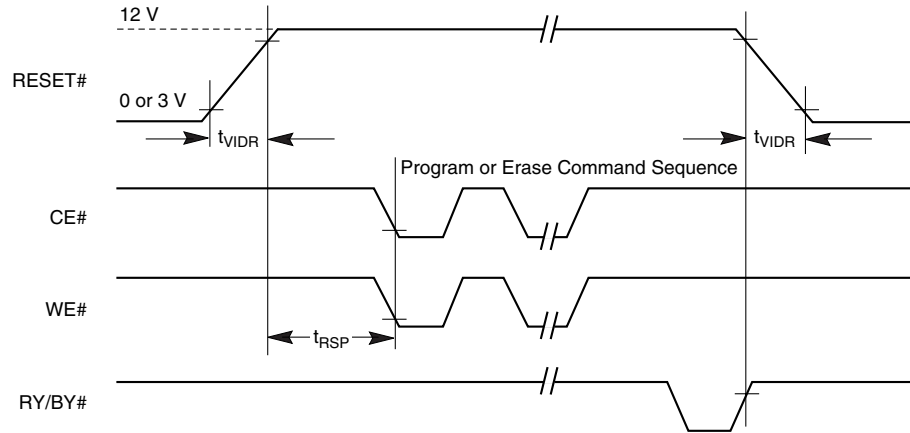 12 V
RESET#
0 or 3 V
tVIDR
tVIDR
Program or Erase Command Sequence
CE#
WE#
tRSP
RY/BY#